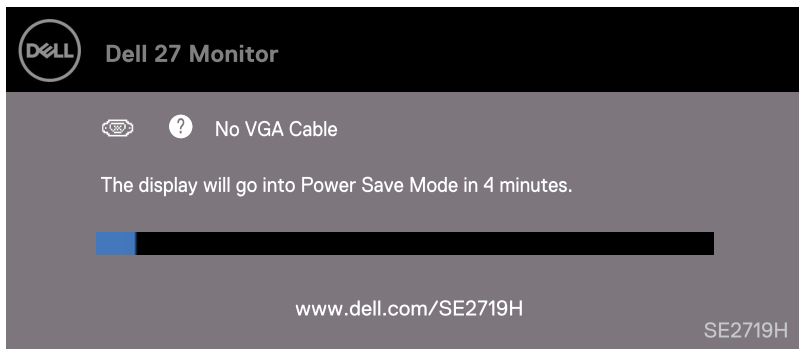 DELL
Dell 27 Monitor
? No VGA Cable
The display will go into Power Save Mode in 4 minutes.
www.dell.com/SE2719H
SE2719H